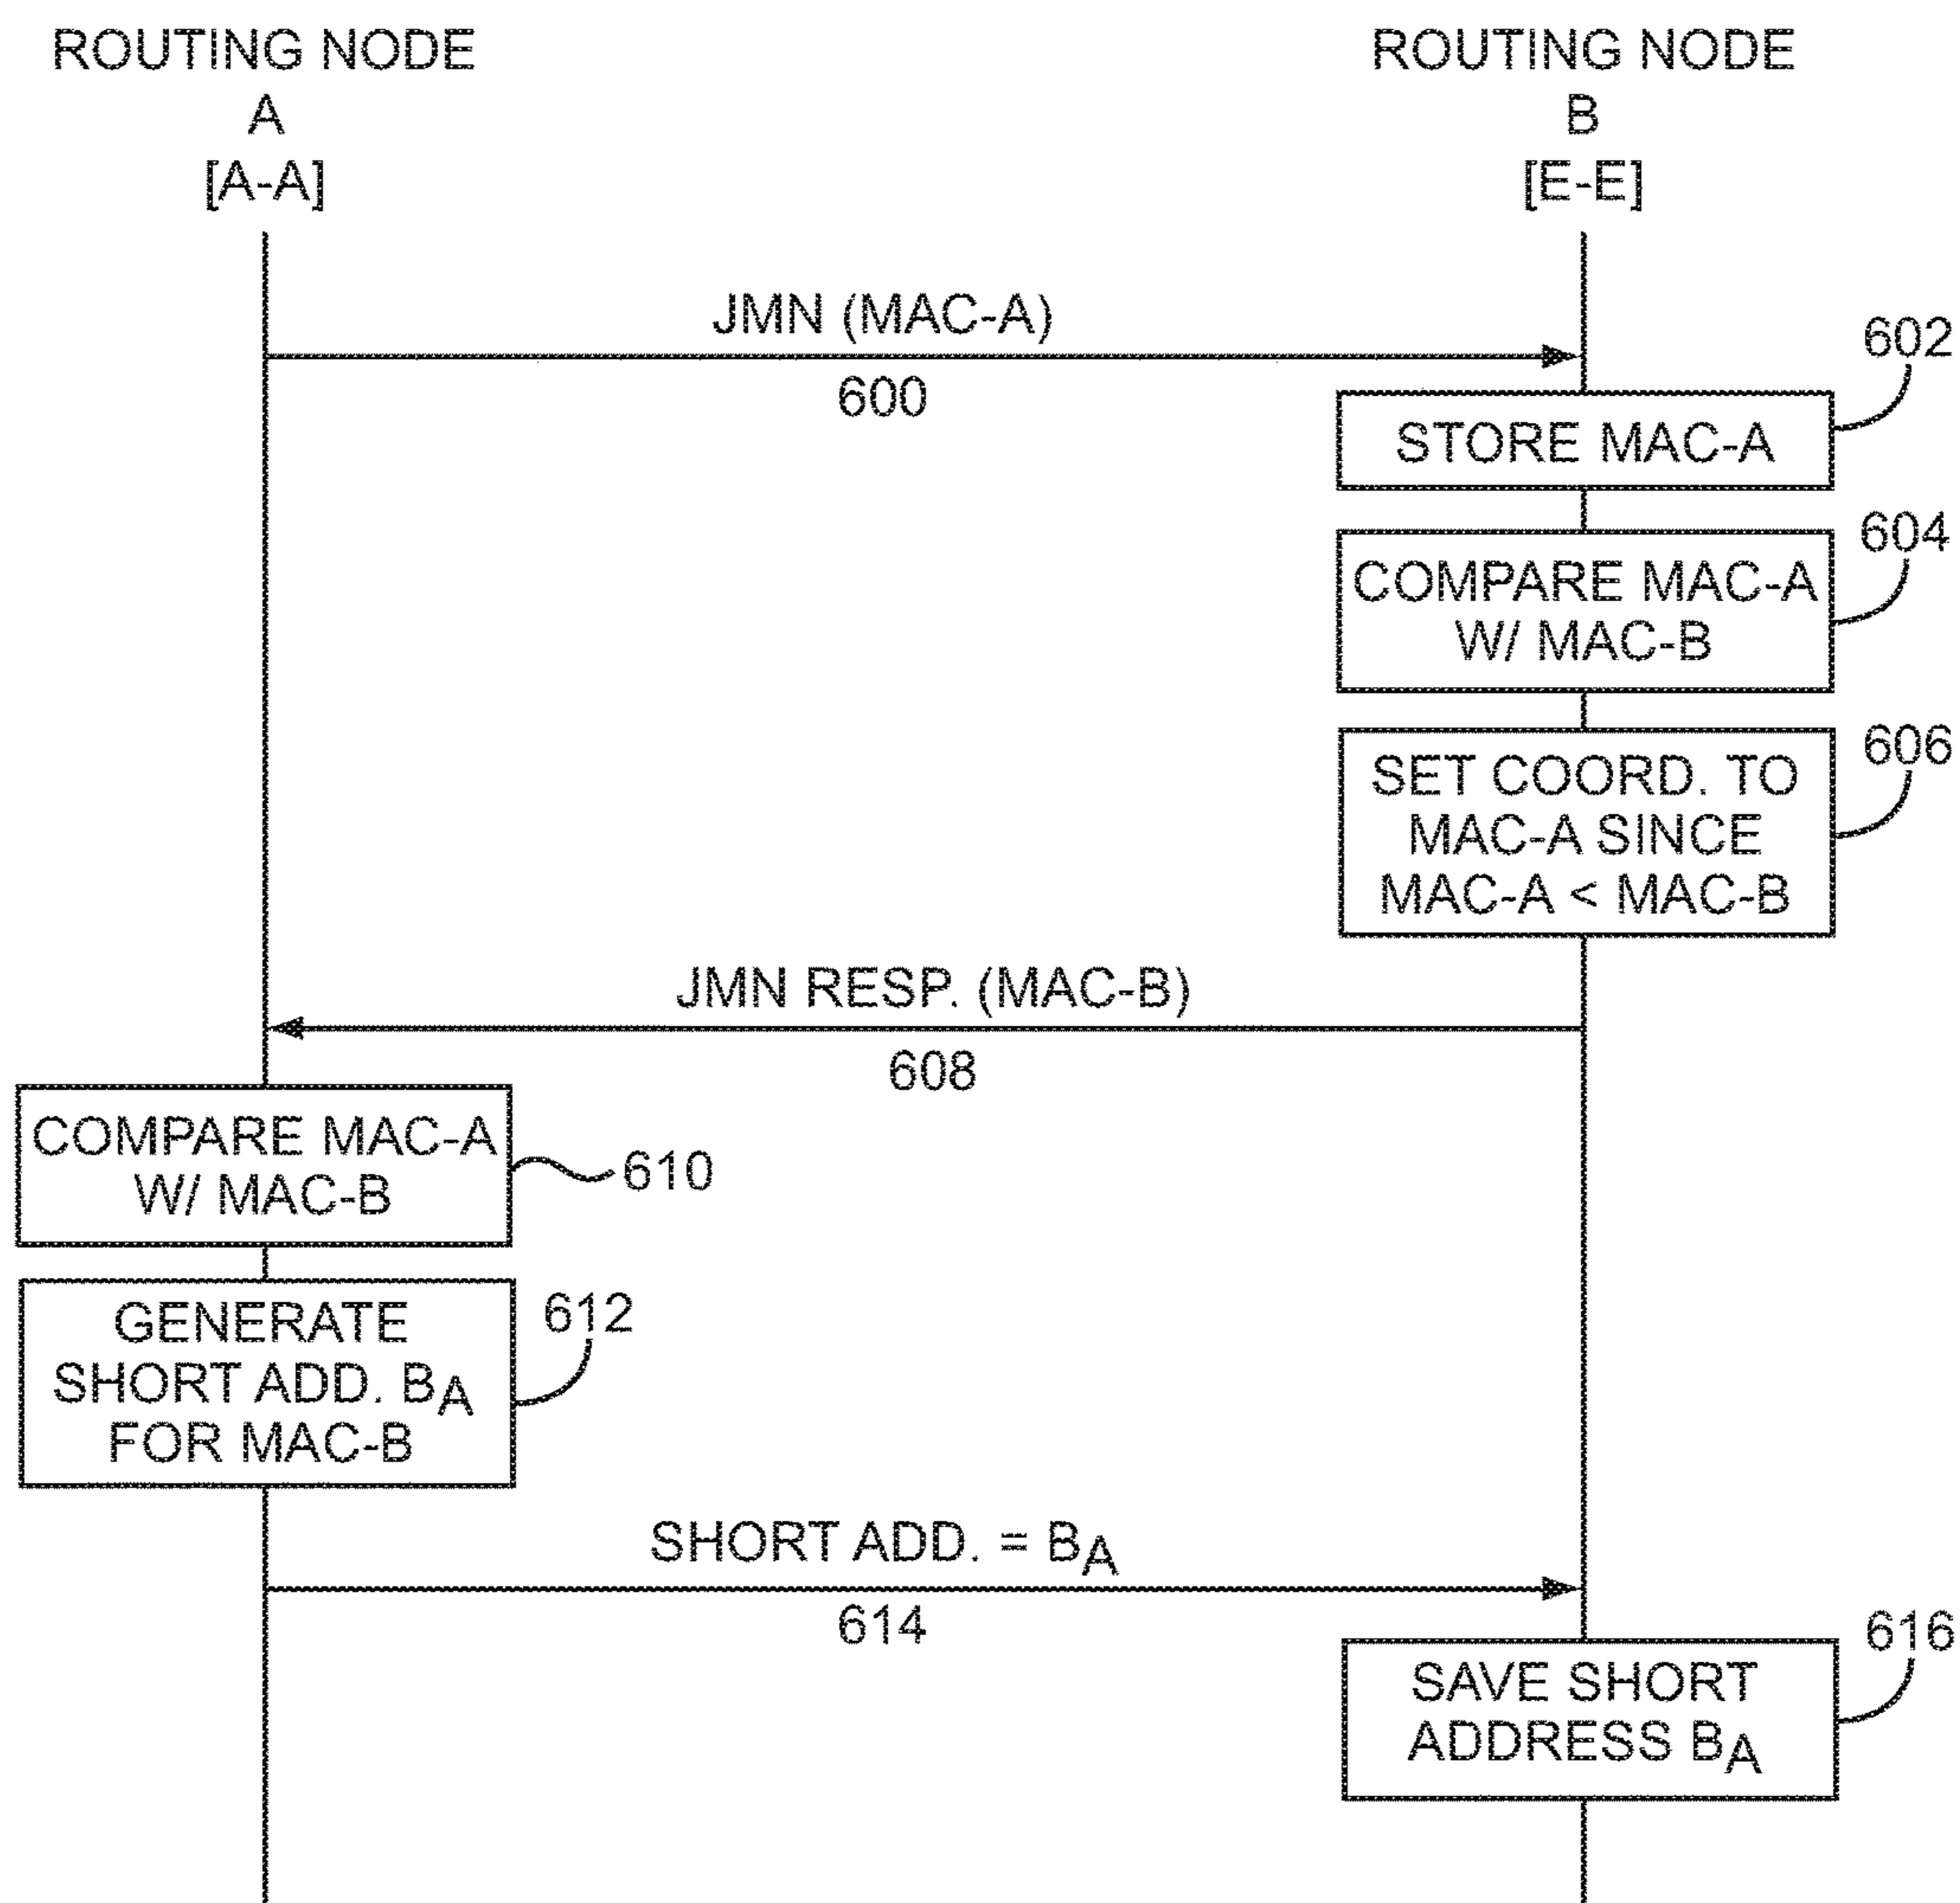 ROUTING NODE
A
[A-A]
ROUTING NODE
B
[E-E]
JMN (MAC-A)
600
602
STORE MAC-A
604
COMPARE MAC-A
W/ MAC-B
606
SET COORD. TO
MAC-A SINCE
MAC-A < MAC-B
JMN RESP. (MAC-B)
608
COMPARE MAC-A
W/ MAC-B
610
GENERATE
SHORT ADD. BA
FOR MAC-B
612
SHORT ADD. = BA
614
616
SAVE SHORT
ADDRESS BA